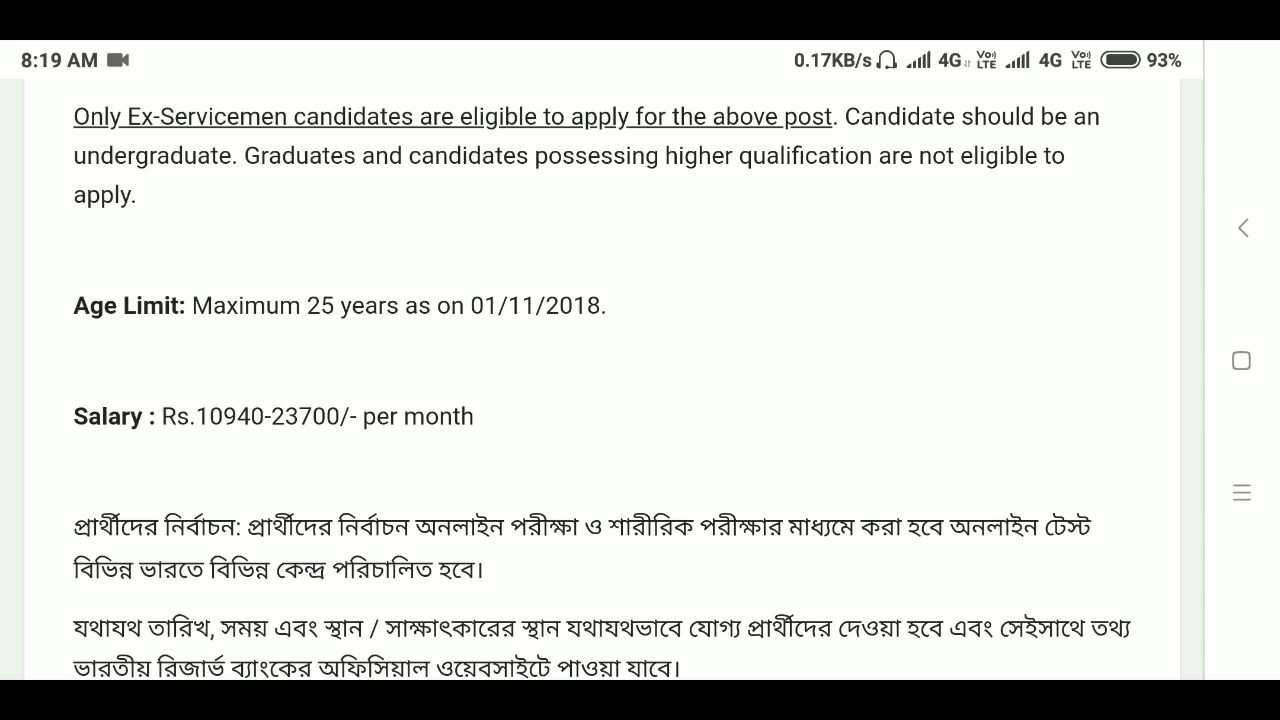 8:19 AM 0.17KB/s 4G VoLTE 4G VoLTE 93%
Only Ex-Servicemen candidates are eligible to apply for the above post. Candidate should be an
undergraduate. Graduates and candidates possessing higher qualification are not eligible to
apply.
Age Limit: Maximum 25 years as on 01/11/2018.
Salary : Rs.10940-23700/- per month
প্রার্থীদের নির্বাচন: প্রার্থীদের নির্বাচন অনলাইন পরীক্ষা ও শারীরিক পরীক্ষার মাধ্যমে করা হবে অনলাইন টেস্ট
বিভিন্ন ভারতে বিভিন্ন কেন্দ্র পরিচালিত হবে।
যথাযথ তারিখ, সময় এবং স্থান / সাক্ষাৎকারের স্থান যথাযথভাবে যোগ্য প্রার্থীদের দেওয়া হবে এবং সেইসাথে তথ্য
ভারতীয় রিজার্ভ ব্যাংকের অফিসিয়াল ওয়েবসাইটে পাওয়া যাবে।